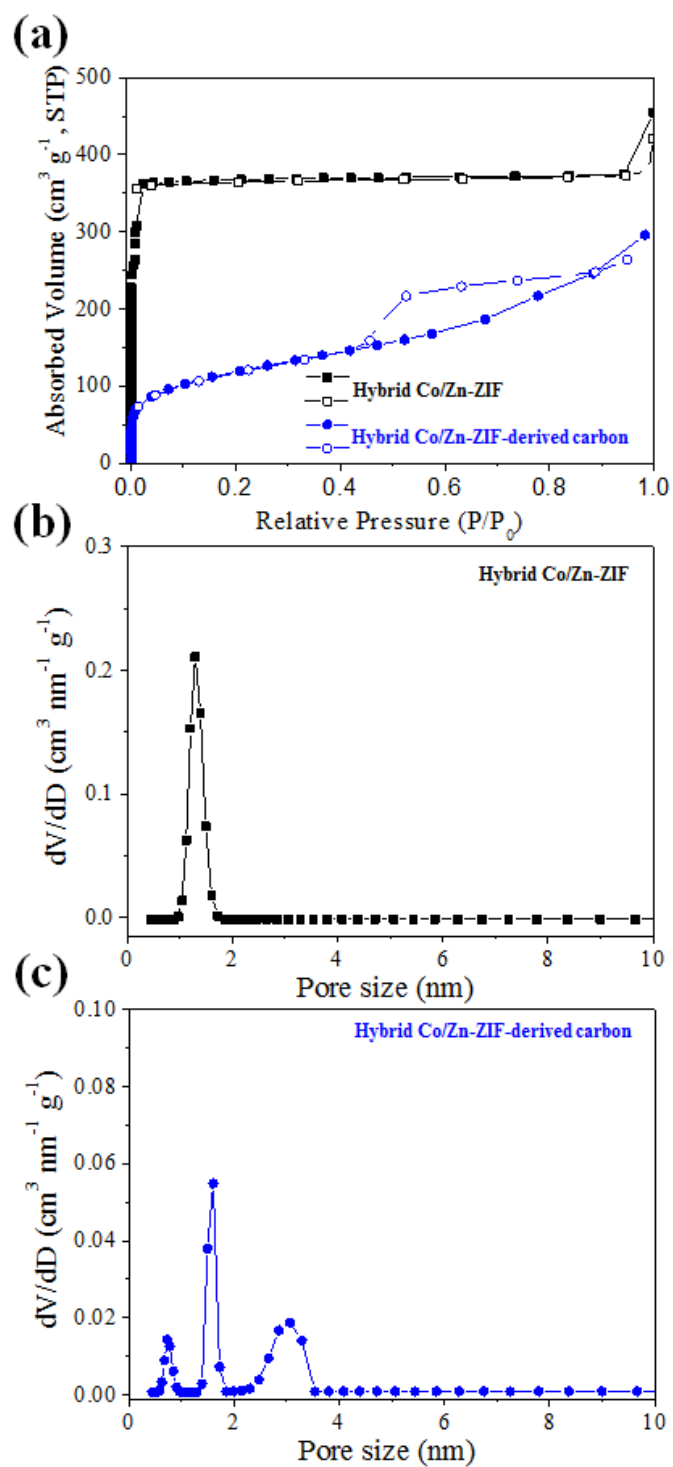 (a)
Absorbed Volume (cm³ g⁻¹, STP)
500
400
300
200
100
0
Hybrid Co/Zn-ZIF
Hybrid Co/Zn-ZIF-derived carbon
0.0 0.2 0.4 0.6 0.8 1.0
Relative Pressure (P/P₀)
(b)
dV/dD (cm³ nm⁻¹ g⁻¹)
0.3
0.2
0.1
0.0
Hybrid Co/Zn-ZIF
0 2 4 6 8 10
Pore size (nm)
(c)
dV/dD (cm³ nm⁻¹ g⁻¹)
0.10
0.08
0.06
0.04
0.02
0.00
Hybrid Co/Zn-ZIF-derived carbon
0 2 4 6 8 10
Pore size (nm)